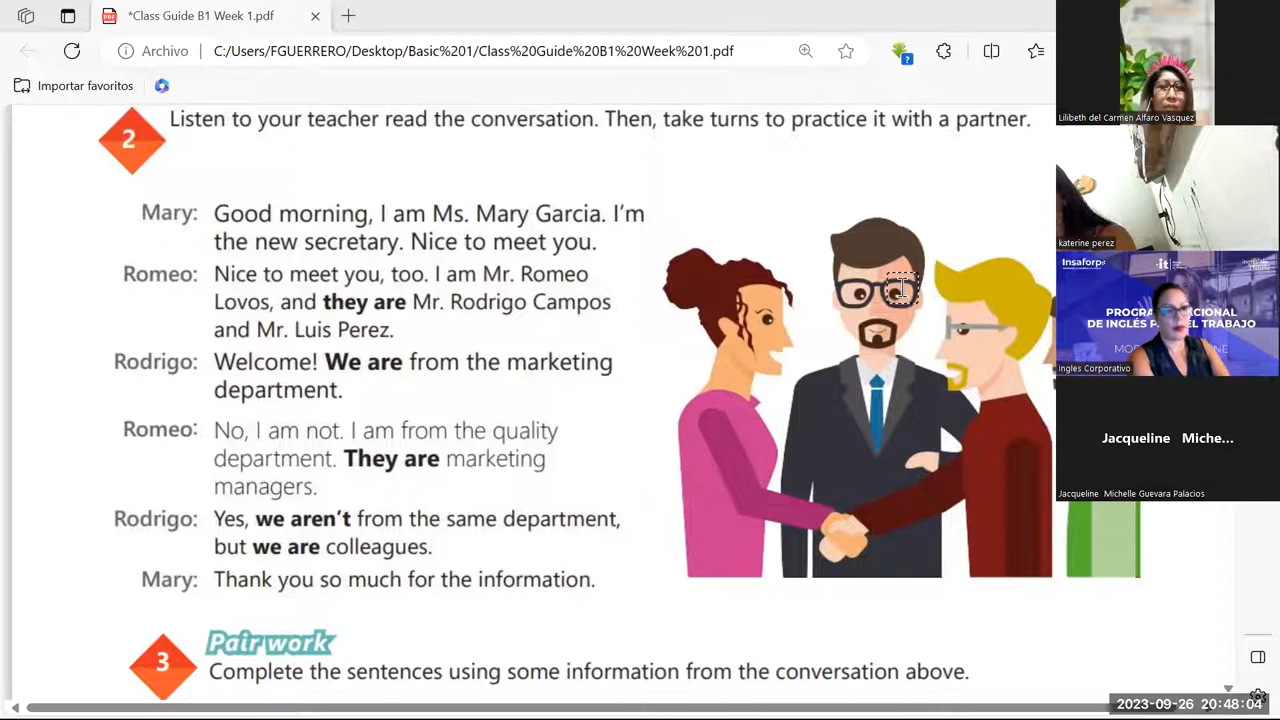 *Class Guide B1 Week 1.pdf
Archivo
C:/Users/FGUERRERO/Desktop/Basic%201/Class%20Guide%20B1%20Week%201.pdf
Importar favoritos
2
Listen to your teacher read the conversation. Then, take turns to practice it with a partner.
Mary: Good morning, I am Ms. Mary Garcia. I'm
the new secretary. Nice to meet you.
Romeo: Nice to meet you, too. I am Mr. Romeo
Lovos, and they are Mr. Rodrigo Campos
and Mr. Luis Perez.
Rodrigo: Welcome! We are from the marketing
department.
Romeo: No, I am not. I am from the quality
department. They are marketing
managers.
Rodrigo: Yes, we aren't from the same department,
but we are colleagues.
Mary: Thank you so much for the information.
Pair work
3
Complete the sentences using some information from the conversation above.
Lilibeth del Carmen Alfaro Vasquez
katerine perez
Insaforp
it
Ingles Corporativo
Jacqueline Miche...
Jacqueline Michelle Guevara Palacios
2023-09-26 20:48:04